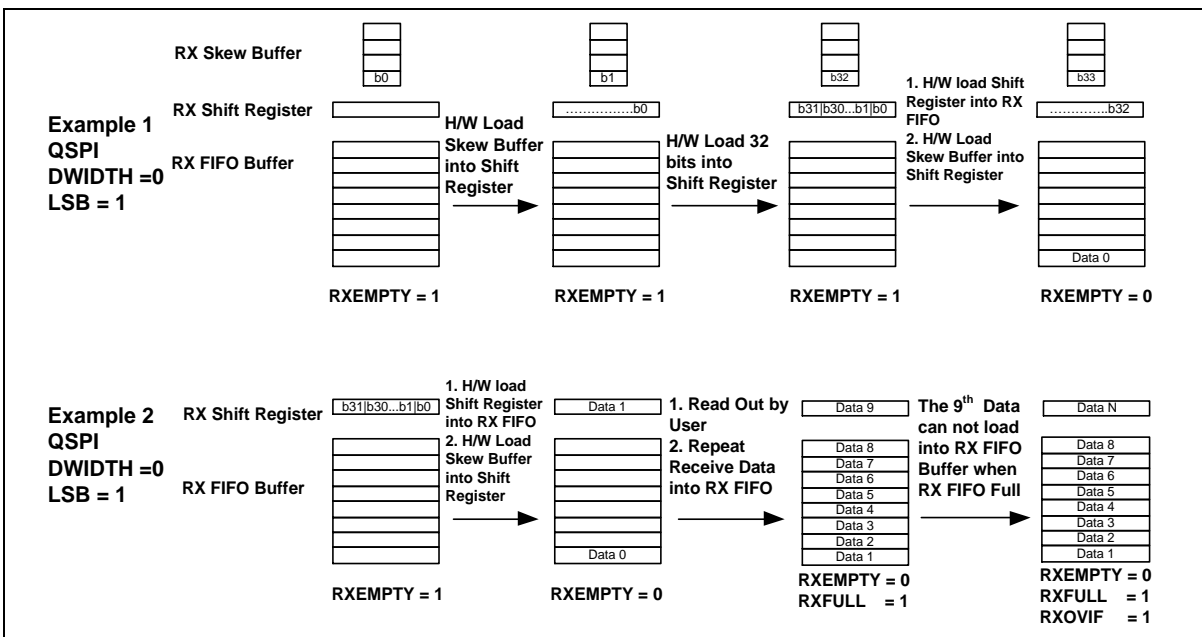 RX Skew Buffer
b0
b1
b32
b33
RX Shift Register
...............b0
b31|b30...b1|b0
.............b32
Example 1
QSPI
DWIDTH =0
LSB = 1
RX FIFO Buffer
H/W Load
Skew Buffer
into Shift
Register
H/W Load 32
bits into
Shift Register
1. H/W load Shift
Register into RX
FIFO
2. H/W Load
Skew Buffer into
Shift Register
Data 0
RXEMPTY = 1
RXEMPTY = 1
RXEMPTY = 1
RXEMPTY = 0
Example 2
QSPI
DWIDTH =0
LSB = 1
RX Shift Register
RX FIFO Buffer
b31|b30...b1|b0
RXEMPTY = 1
1. H/W load
Shift Register
into RX FIFO
2. H/W Load
Skew Buffer
into Shift
Register
Data 1
Data 0
RXEMPTY = 0
1. Read Out by
User
2. Repeat
Receive Data
into RX FIFO
Data 9
Data 8
Data 7
Data 6
Data 5
Data 4
Data 3
Data 2
Data 1
RXEMPTY = 0
RXFULL = 1
The 9th Data
can not load
into RX FIFO
Buffer when
RX FIFO Full
Data N
Data 8
Data 7
Data 6
Data 5
Data 4
Data 3
Data 2
Data 1
RXEMPTY = 0
RXFULL = 1
RXOVIF = 1